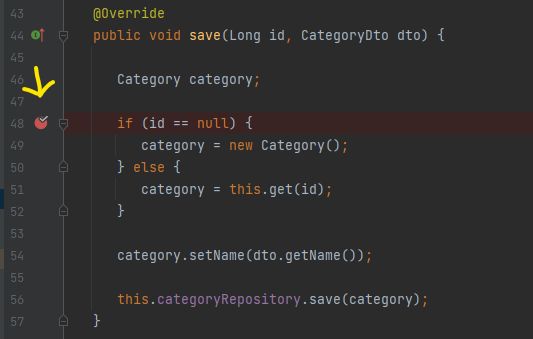 43 @Override
44 public void save(Long id, CategoryDto dto) {
45
46 Category category;
47
48 if (id == null) {
49 category = new Category();
50 } else {
51 category = this.get(id);
52 }
53
54 category.setName(dto.getName());
55
56 this.categoryRepository.save(category);
57 }